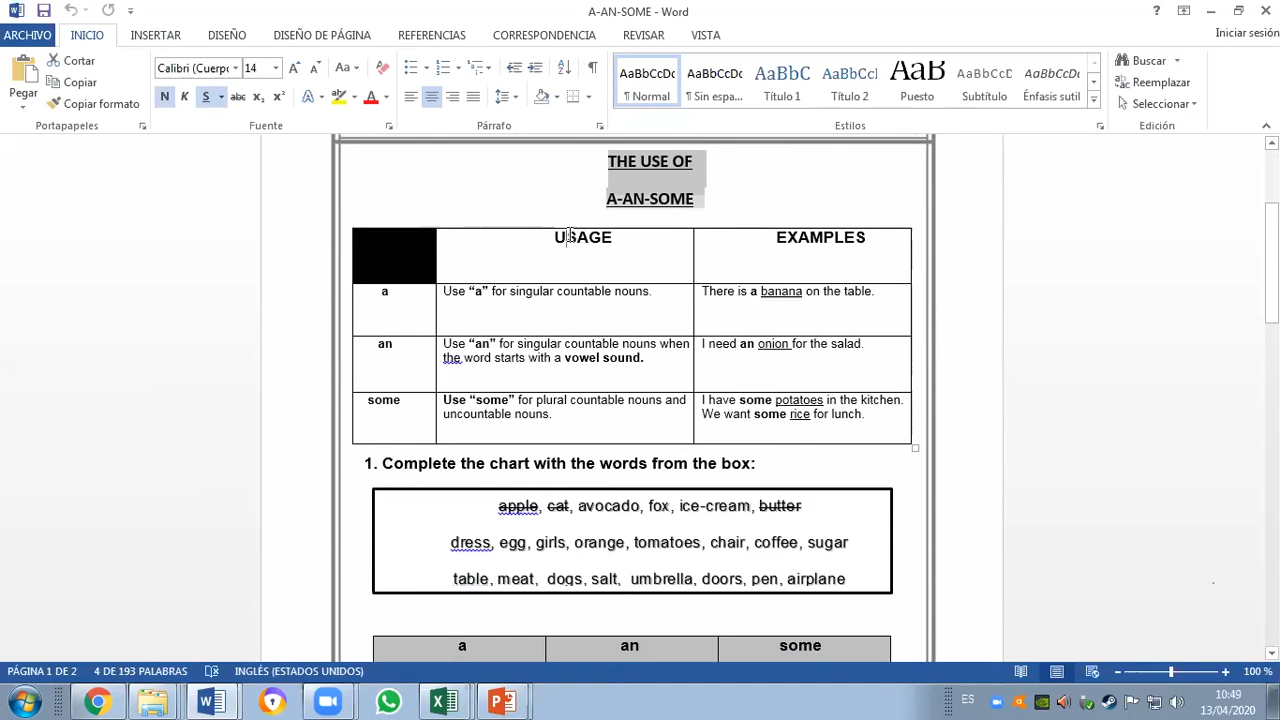 A-AN-SOME - Word
ARCHIVO INICIO INSERTAR DISEÑO DISEÑO DE PÁGINA REFERENCIAS CORRESPONDENCIA REVISAR VISTA Iniciar sesión
Pegar
Cortar
Copiar
Copiar formato
Portapapeles
Calibri (Cuerpo 14
N K S abc x₂ x²
Fuente
Párrafo
AaBbCcDc AaBbCcDc AaBbC AaBbCcD AaB AaBbCcD AaBbCcDc
¶ Normal ¶ Sin espa... Título 1 Título 2 Puesto Subtítulo Énfasis sutil
Estilos
Buscar
Reemplazar
Seleccionar
Edición
THE USE OF
A-AN-SOME
USAGE EXAMPLES
a Use “a” for singular countable nouns. There is a banana on the table.
an Use “an” for singular countable nouns when I need an onion for the salad.
the word starts with a vowel sound.
some Use “some” for plural countable nouns and I have some potatoes in the kitchen.
uncountable nouns. We want some rice for lunch.
1. Complete the chart with the words from the box:
apple, cat, avocado, fox, ice-cream, butter
dress, egg, girls, orange, tomatoes, chair, coffee, sugar
table, meat, dogs, salt, umbrella, doors, pen, airplane
a an some
PÁGINA 1 DE 2 4 DE 193 PALABRAS INGLÉS (ESTADOS UNIDOS) 100 %
ES 10:49
13/04/2020